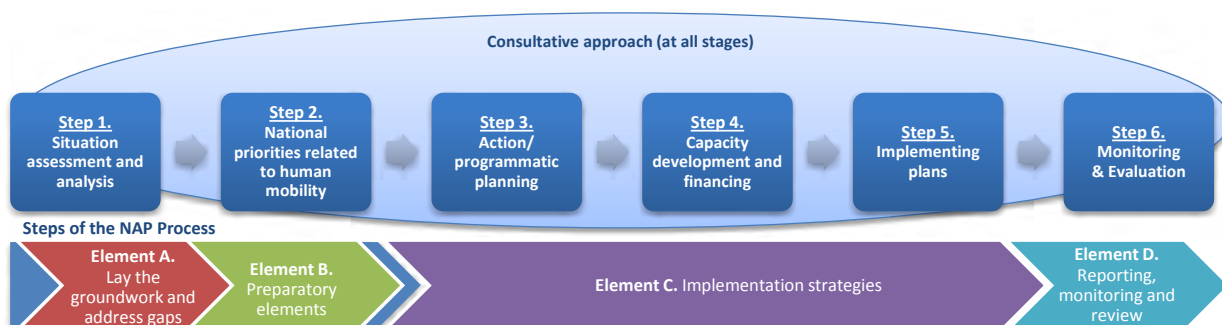 Consultative approach (at all stages)
Step 1.
Situation
assessment and
analysis
Step 2.
National
priorities related
to human
mobility
Step 3.
Action/
programmatic
planning
Step 4.
Capacity
development and
financing
Step 5.
Implementing
plans
Step 6.
Monitoring
& Evaluation
Steps of the NAP Process
Element A.
Lay the
groundwork and
address gaps
Element B.
Preparatory
elements
Element C. Implementation strategies
Element D.
Reporting,
monitoring and
review